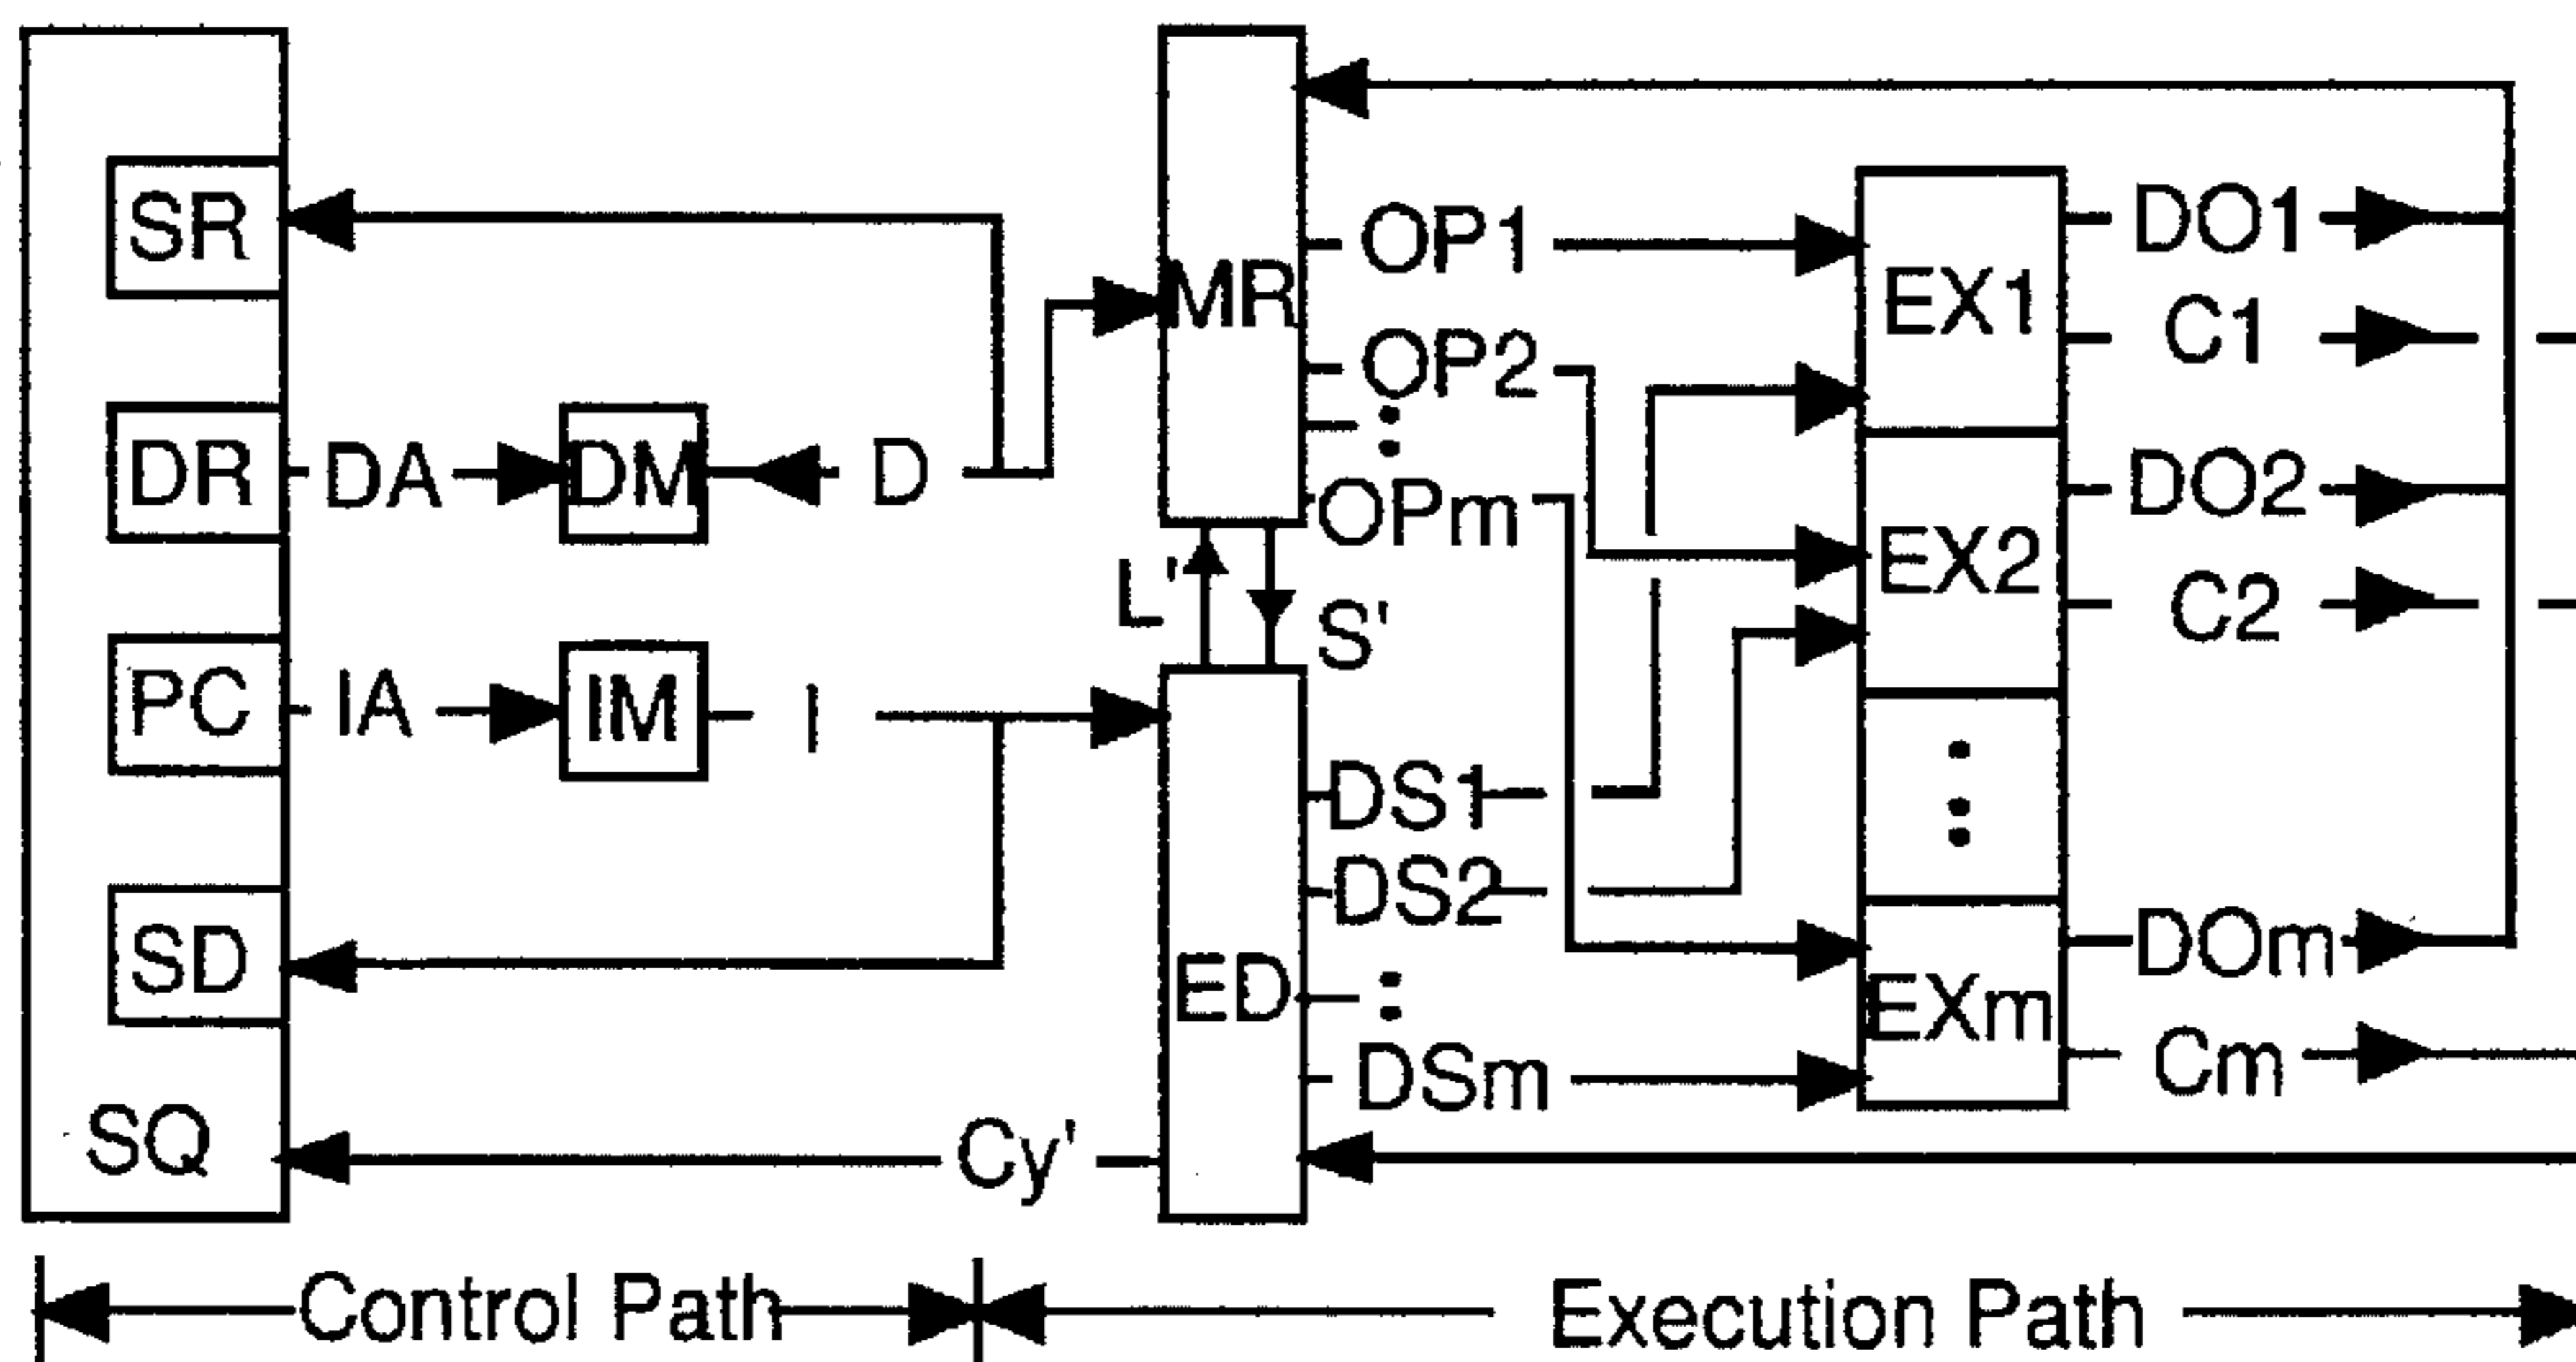 SR
DR
DA
DM
D
PC
IA
IM
I
SD
SQ
Cy'
MR
L'
S'
ED
OP1
OP2
:
OPm
DS1
DS2
:
DSm
EX1
EX2
⋮
EXm
DO1
C1
DO2
C2
DOm
Cm
Control Path
Execution Path